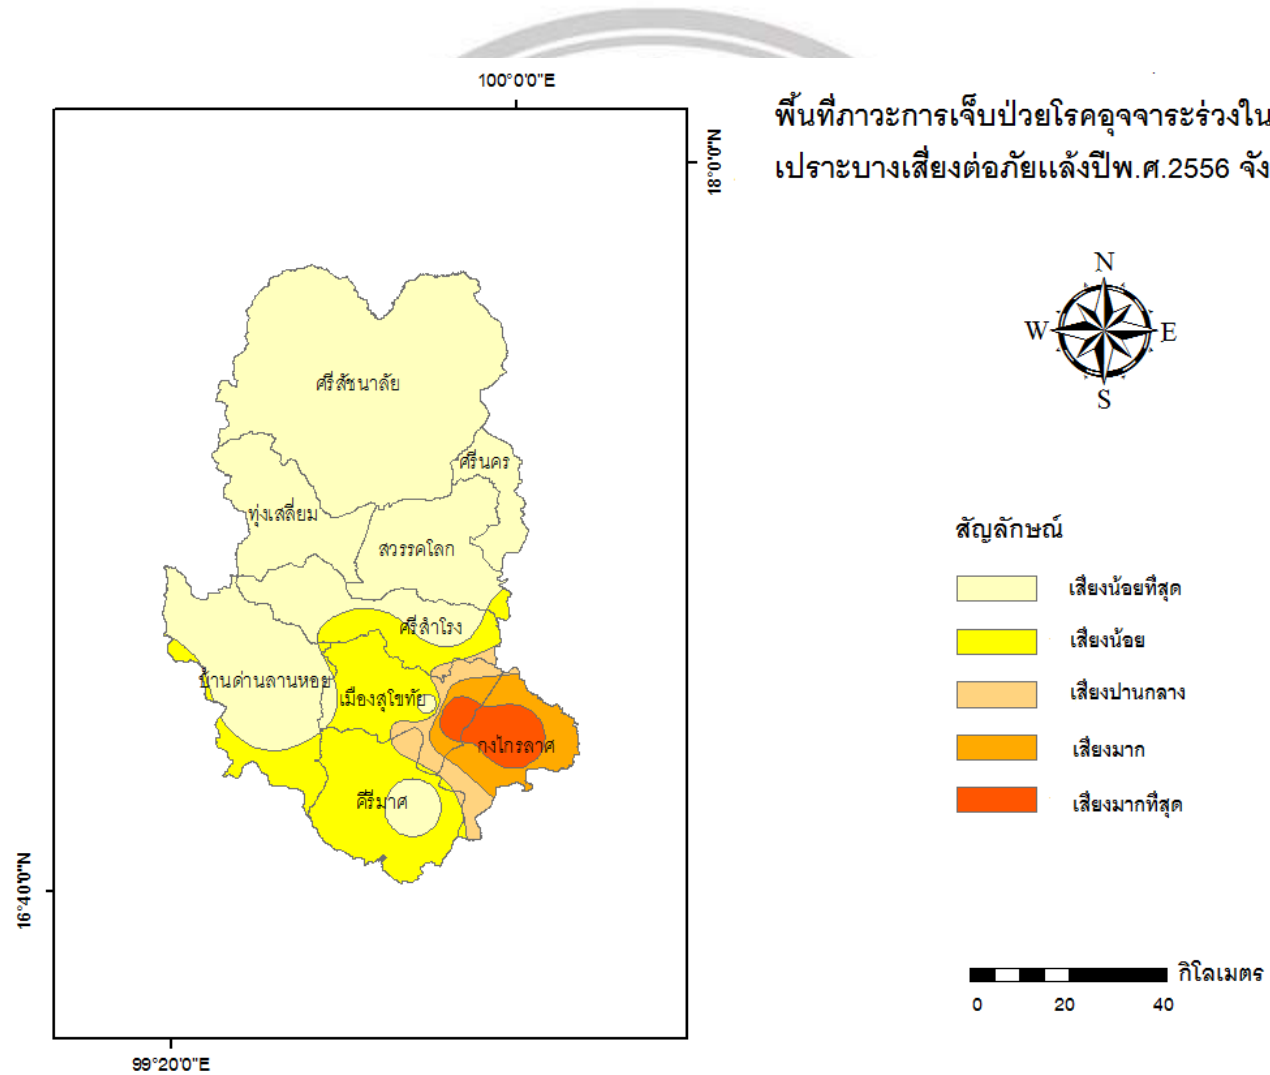 100°0'0"E
18°0'0"N
พื้นที่ภาวะการเจ็บป่วยโรคอุจจาระร่วงใน
เปราะบางเสี่ยงต่อภัยแล้งปีพ.ศ.2556 จัง
N
W
E
S
ศรีสัชนาลัย
ศรีนคร
ทุ่งเสลี่ยม
สวรรคโลก
ศรีสำโรง
บ้านด่านลานหอย
เมืองสุโขทัย
กงไกรลาศ
คีรีมาศ
สัญลักษณ์
เสี่ยงน้อยที่สุด
เสี่ยงน้อย
เสี่ยงปานกลาง
เสี่ยงมาก
เสี่ยงมากที่สุด
16°40'0"N
กิโลเมตร
0 20 40
99°20'0"E